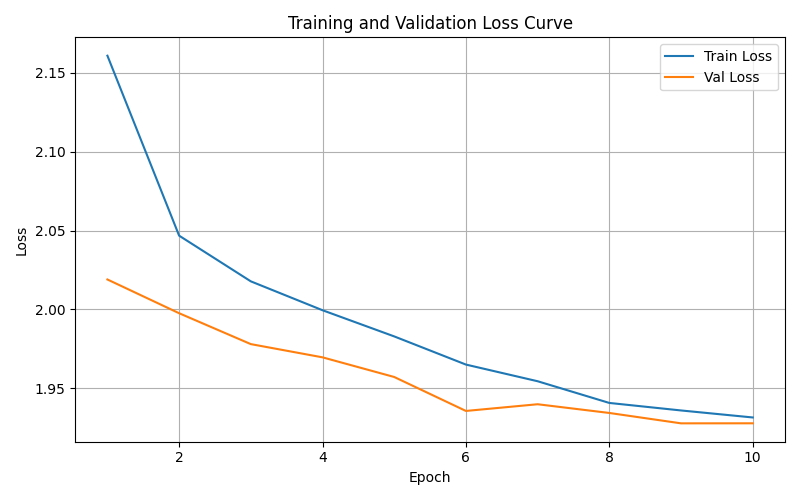 Training and Validation Loss Curve
Train Loss
Val Loss
2.15
2.10
2.05
2.00
1.95
Loss
2
4
6
8
10
Epoch